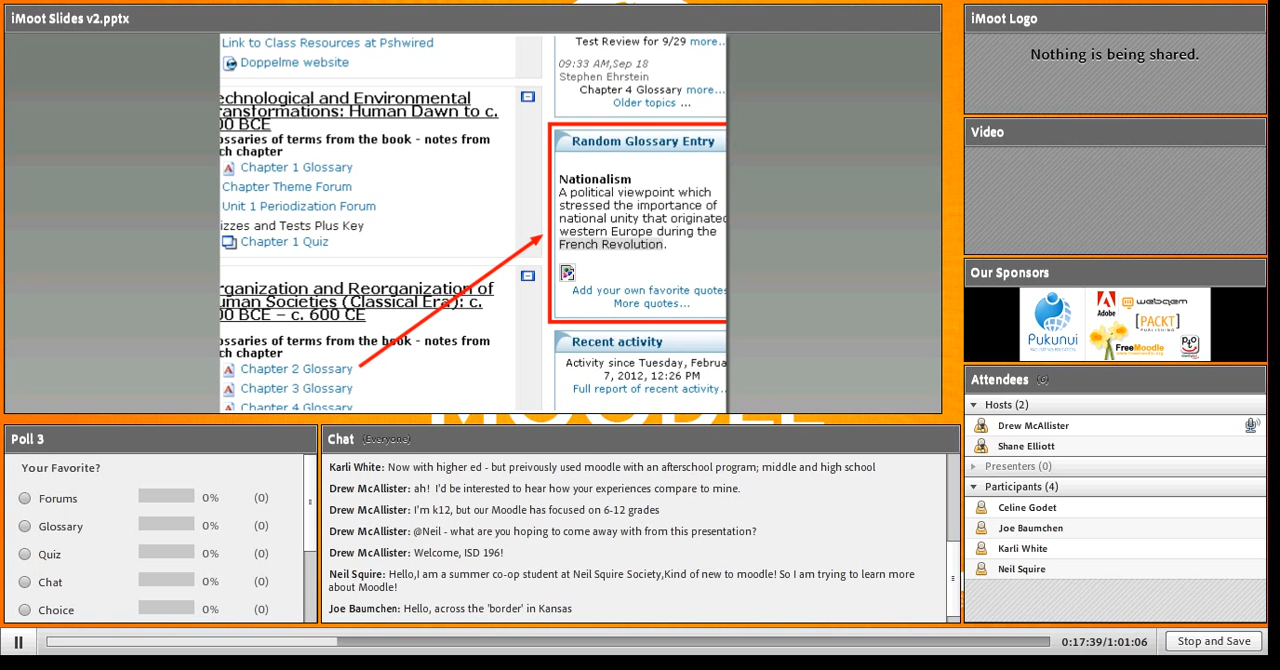 iMoot Slides v2.pptx
Link to Class Resources at Pshwired
Doppelme website
echnological and Environmental
ransformations: Human Dawn to c.
00 BCE
ossaries of terms from the book - notes from
ch chapter
Chapter 1 Glossary
Chapter Theme Forum
Unit 1 Periodization Forum
izzes and Tests Plus Key
Chapter 1 Quiz
rganization and Reorganization of
uman Societies (Classical Era): c.
00 BCE – c. 600 CE
ossaries of terms from the book - notes from
ch chapter
Chapter 2 Glossary
Chapter 3 Glossary
Chapter 4 Glossary
Test Review for 9/29 more...
09:33 AM,Sep 18
Stephen Ehrstein
Chapter 4 Glossary more...
Older topics ...
Random Glossary Entry
Nationalism
A political viewpoint which
stressed the importance of
national unity that originated
western Europe during the
French Revolution.
Add your own favorite quotes
More quotes...
Recent activity
Activity since Tuesday, Februa
7, 2012, 12:26 PM
Full report of recent activity...
iMoot Logo
Nothing is being shared.
Video
Our Sponsors
Pukunui
Adobe
webgem
[PACKT]
PUBLISHING
FreeMoodle
Attendees (6)
Hosts (2)
Drew McAllister
Shane Elliott
Presenters (0)
Participants (4)
Celine Godet
Joe Baumchen
Karli White
Neil Squire
MOODLE
Poll 3
Your Favorite?
Forums 0% (0)
Glossary 0% (0)
Quiz 0% (0)
Chat 0% (0)
Choice 0% (0)
Chat (Everyone)
Karli White: Now with higher ed - but preivously used moodle with an afterschool program; middle and high school
Drew McAllister: ah! I'd be interested to hear how your experiences compare to mine.
Drew McAllister: I'm k12, but our Moodle has focused on 6-12 grades
Drew McAllister: @Neil - what are you hoping to come away with from this presentation?
Drew McAllister: Welcome, ISD 196!
Neil Squire: Hello,I am a summer co-op student at Neil Squire Society,Kind of new to moodle! So I am trying to learn more
about Moodle!
Joe Baumchen: Hello, across the 'border' in Kansas
0:17:39/1:01:06
Stop and Save